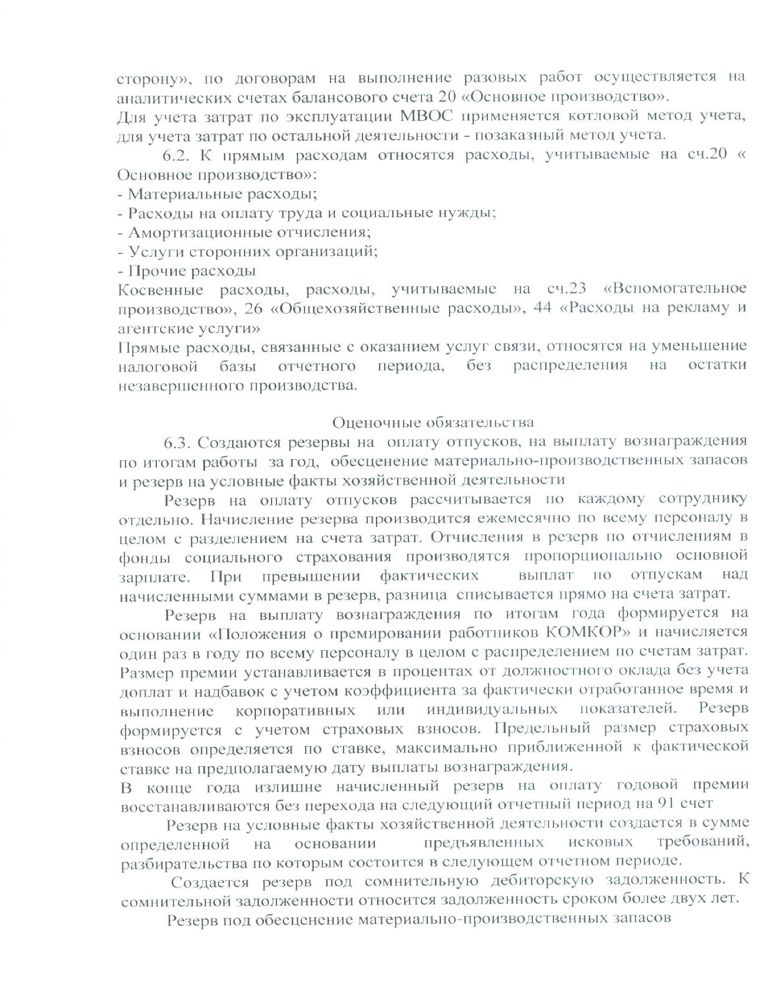 сторону», по договорам на выполнение разовых работ осуществляется на
аналитических счетах балансового счета 20 «Основное производство».
Для учета затрат по эксплуатации МВОС применяется котловой метод учета,
для учета затрат по остальной деятельности - позаказный метод учета.
6.2. К прямым расходам относятся расходы, учитываемые на сч.20 «
Основное производство»:
- Материальные расходы;
- Расходы на оплату труда и социальные нужды;
- Амортизационные отчисления;
- Услуги сторонних организаций;
- Прочие расходы
Косвенные расходы, расходы, учитываемые на сч.23 «Вспомогательное
производство», 26 «Общехозяйственные расходы», 44 «Расходы на рекламу и
агентские услуги»
Прямые расходы, связанные с оказанием услуг связи, относятся на уменьшение
налоговой базы отчетного периода, без распределения на остатки
незавершенного производства.
Оценочные обязательства
6.3. Создаются резервы на оплату отпусков, на выплату вознаграждения
по итогам работы за год, обесценение материально-производственных запасов
и резерв на условные факты хозяйственной деятельности
Резерв на оплату отпусков рассчитывается по каждому сотруднику
отдельно. Начисление резерва производится ежемесячно по всему персоналу в
целом с разделением на счета затрат. Отчисления в резерв по отчислениям в
фонды социального страхования производятся пропорционально основной
зарплате. При превышении фактических выплат по отпускам над
начисленными суммами в резерв, разница списывается прямо на счета затрат.
Резерв на выплату вознаграждения по итогам года формируется на
основании «Положения о премировании работников КОМКОР» и начисляется
один раз в году по всему персоналу в целом с распределением по счетам затрат.
Размер премии устанавливается в процентах от должностного оклада без учета
доплат и надбавок с учетом коэффициента за фактически отработанное время и
выполнение корпоративных или индивидуальных показателей. Резерв
формируется с учетом страховых взносов. Предельный размер страховых
взносов определяется по ставке, максимально приближенной к фактической
ставке на предполагаемую дату выплаты вознаграждения.
В конце года излишне начисленный резерв на оплату годовой премии
восстанавливаются без перехода на следующий отчетный период на 91 счет
Резерв на условные факты хозяйственной деятельности создается в сумме
определенной на основании предъявленных исковых требований,
разбирательства по которым состоится в следующем отчетном периоде.
Создается резерв под сомнительную дебиторскую задолженность. К
сомнительной задолженности относится задолженность сроком более двух лет.
Резерв под обесценение материально-производственных запасов